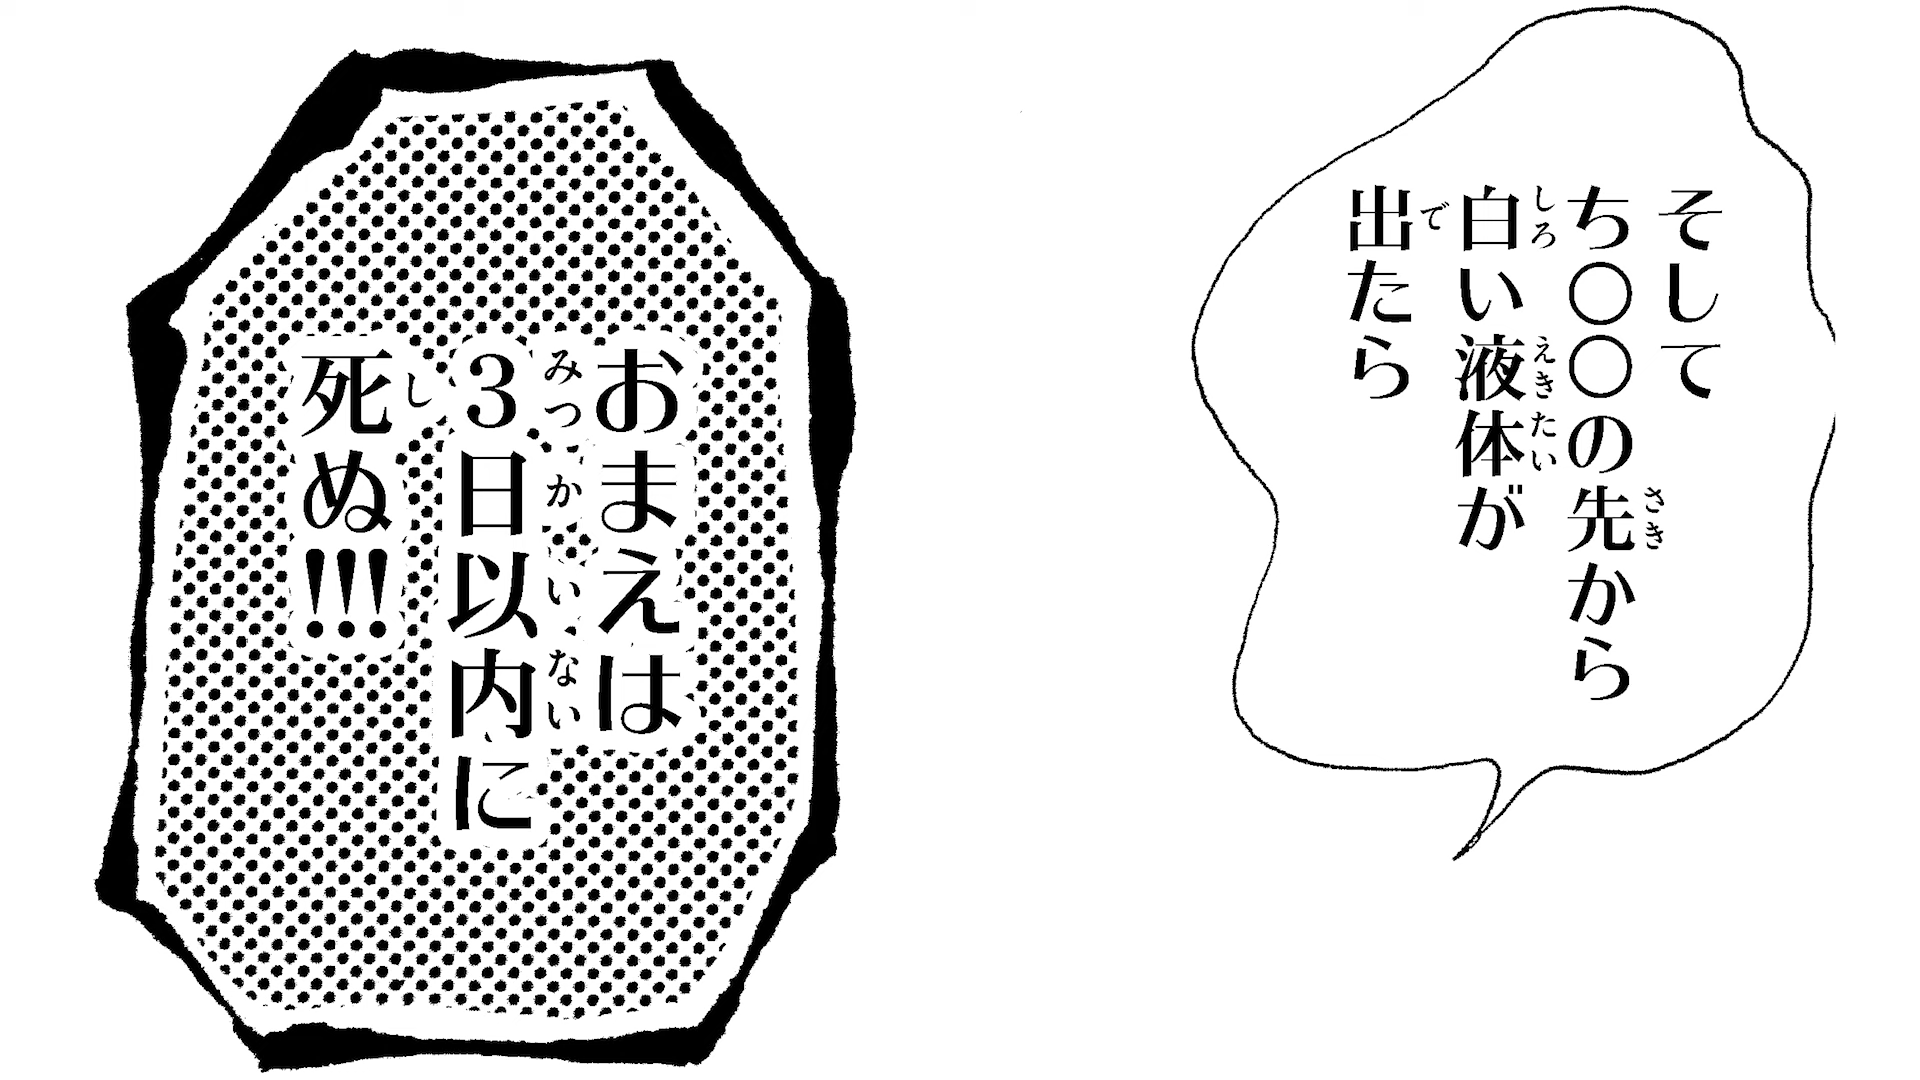 そして
ち〇〇の先から
白い液体が
出たら
おまえは
3日以内に
死ぬ!!!